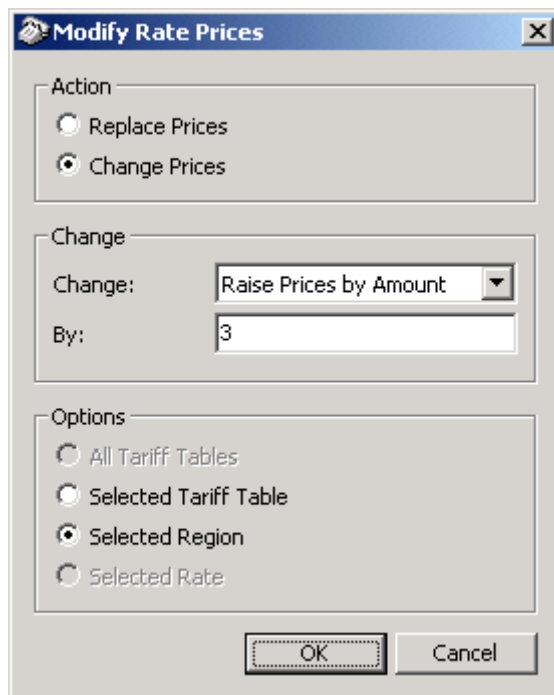 Modify Rate Prices
Action
Replace Prices
Change Prices
Change
Change: Raise Prices by Amount
By: 3
Options
All Tariff Tables
Selected Tariff Table
Selected Region
Selected Rate
OK Cancel